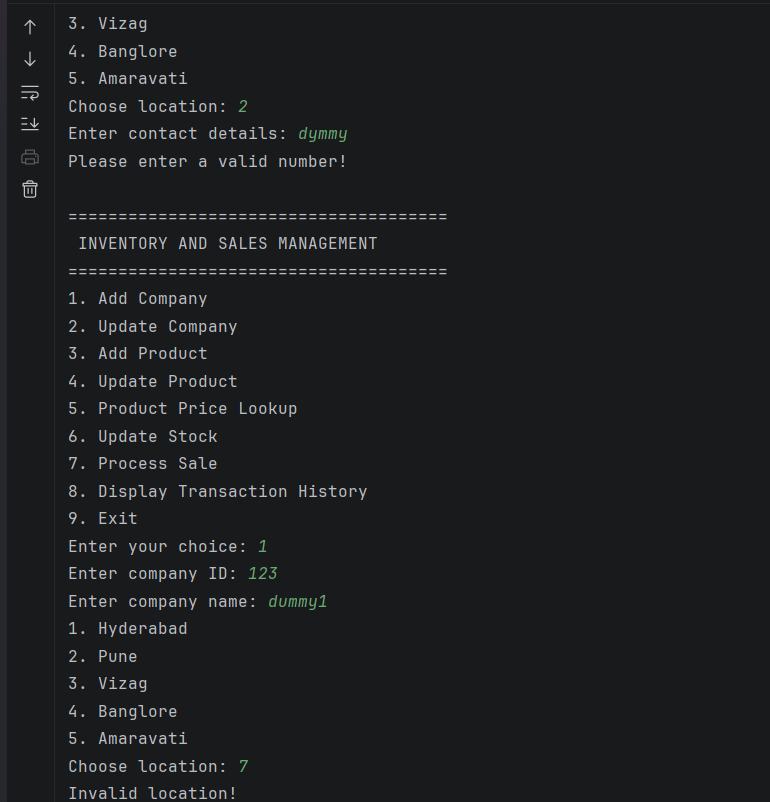 3. Vizag
4. Banglore
5. Amaravati
Choose location: 2
Enter contact details: dymmy
Please enter a valid number!
======================================
 INVENTORY AND SALES MANAGEMENT
======================================
1. Add Company
2. Update Company
3. Add Product
4. Update Product
5. Product Price Lookup
6. Update Stock
7. Process Sale
8. Display Transaction History
9. Exit
Enter your choice: 1
Enter company ID: 123
Enter company name: dummy1
1. Hyderabad
2. Pune
3. Vizag
4. Banglore
5. Amaravati
Choose location: 7
Invalid location!